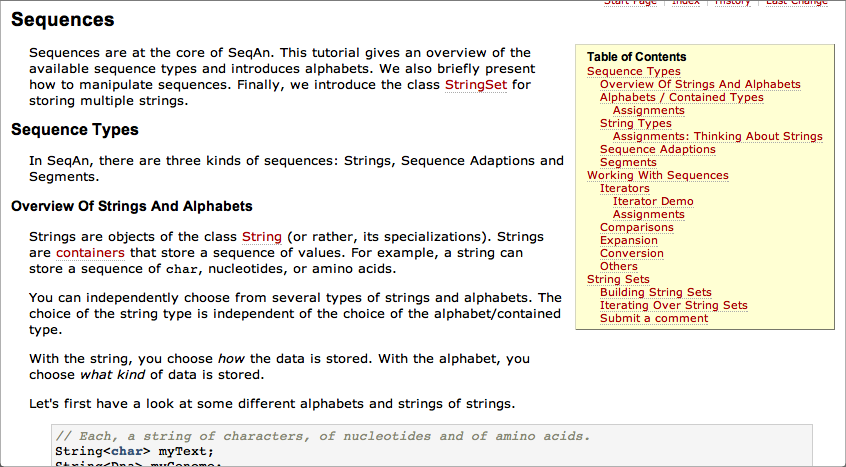 Start Page | Index | History | Last Change
Sequences
Sequences are at the core of SeqAn. This tutorial gives an overview of the
available sequence types and introduces alphabets. We also briefly present
how to manipulate sequences. Finally, we introduce the class StringSet for
storing multiple strings.
Sequence Types
In SeqAn, there are three kinds of sequences: Strings, Sequence Adaptions and
Segments.
Overview Of Strings And Alphabets
Strings are objects of the class String (or rather, its specializations). Strings
are containers that store a sequence of values. For example, a string can
store a sequence of char, nucleotides, or amino acids.
You can independently choose from several types of strings and alphabets. The
choice of the string type is independent of the choice of the alphabet/contained
type.
With the string, you choose how the data is stored. With the alphabet, you
choose what kind of data is stored.
Let's first have a look at some different alphabets and strings of strings.
// Each, a string of characters, of nucleotides and of amino acids.
String<char> myText;
String<Dna> myGenome;
Table of Contents
Sequence Types
Overview Of Strings And Alphabets
Alphabets / Contained Types
Assignments
String Types
Assignments: Thinking About Strings
Sequence Adaptions
Segments
Working With Sequences
Iterators
Iterator Demo
Assignments
Comparisons
Expansion
Conversion
Others
String Sets
Building String Sets
Iterating Over String Sets
Submit a comment